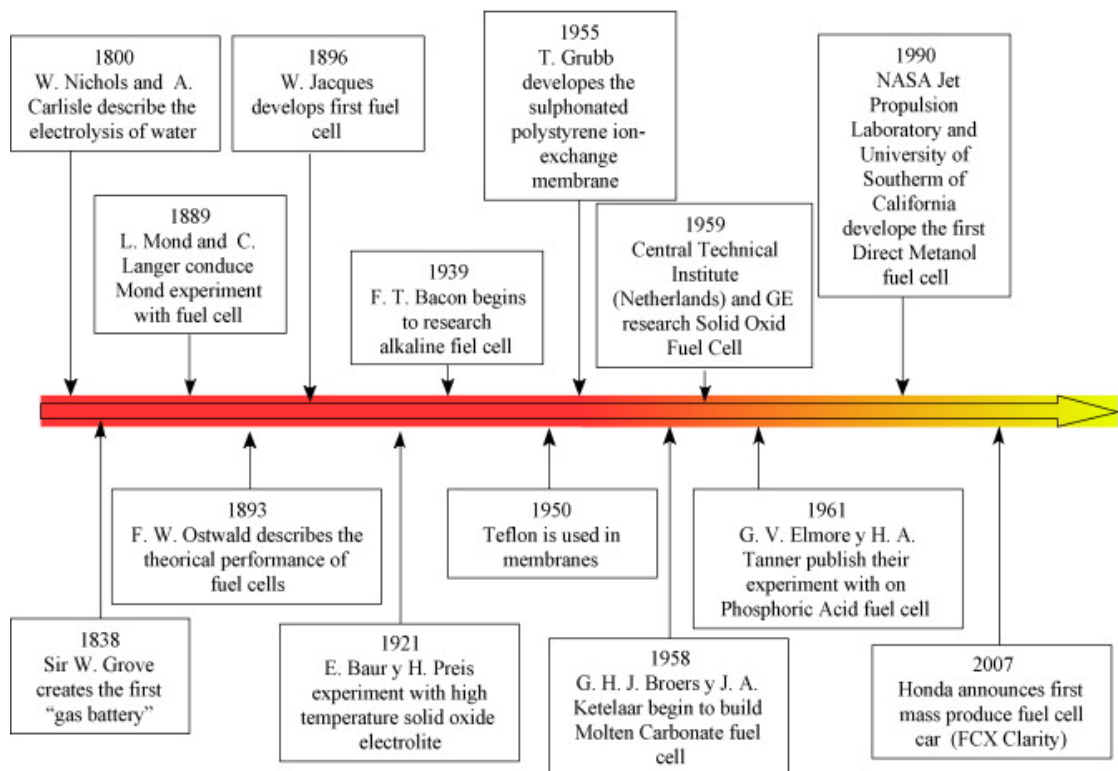 1800
W. Nichols and A.
Carlisle describe the
electrolysis of water
1896
W. Jacques
develops first fuel
cell
1955
T. Grubb
developes the
sulphonated
polystyrene ion-
exchange
membrane
1990
NASA Jet
Propulsion
Laboratory and
University of
Southerm of
California
develope the first
Direct Metanol
fuel cell
1889
L. Mond and C.
Langer conduce
Mond experiment
with fuel cell
1939
F. T. Bacon begins
to research
alkaline fiel cell
1959
Central Technical
Institute
(Netherlands) and GE
research Solid Oxid
Fuel Cell
1893
F. W. Ostwald describes the
theorical performance of
fuel cells
1950
Teflon is used in
membranes
1961
G. V. Elmore y H. A.
Tanner publish their
experiment with on
Phosphoric Acid fuel cell
1838
Sir W. Grove
creates the first
“gas battery”
1921
E. Baur y H. Preis
experiment with high
temperature solid oxide
electrolite
1958
G. H. J. Broers y J. A.
Ketelaar begin to build
Molten Carbonate fuel
cell
2007
Honda announces first
mass produce fuel cell
car (FCX Clarity)